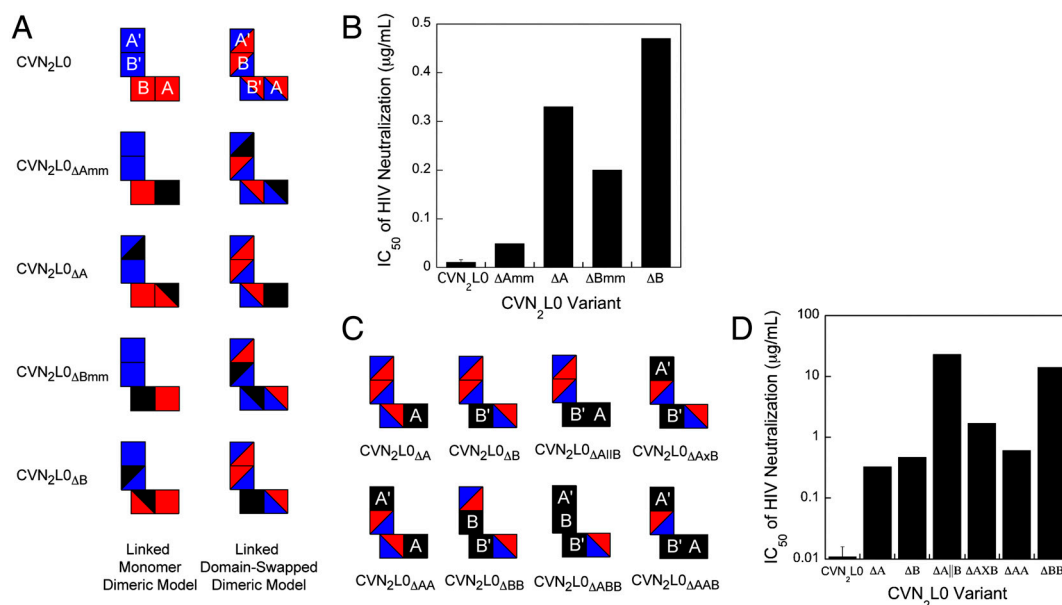 A
CVN2L0
A'
B'
B A
A'
B
B' A
CVN2L0ΔAmm
CVN2L0ΔA
CVN2L0ΔBmm
CVN2L0ΔB
Linked
Monomer
Dimeric Model
Linked
Domain-Swapped
Dimeric Model
B
IC50 of HIV Neutralization (μg/mL)
0.5
0.4
0.3
0.2
0.1
0
CVN2L0 ΔAmm ΔA ΔBmm ΔB
CVN2L0 Variant
C
A
CVN2L0ΔA
B'
CVN2L0ΔB
B' A
CVN2L0ΔA||B
A'
B'
CVN2L0ΔAxB
A'
A
CVN2L0ΔAA
B
B'
CVN2L0ΔBB
A'
B
B'
CVN2L0ΔABB
A'
B' A
CVN2L0ΔAAB
D
IC50 of HIV Neutralization (μg/mL)
100
10
1
0.1
0.01
CVN2L0 ΔA ΔB ΔA||B ΔAXB ΔAA ΔBB
CVN2L0 Variant